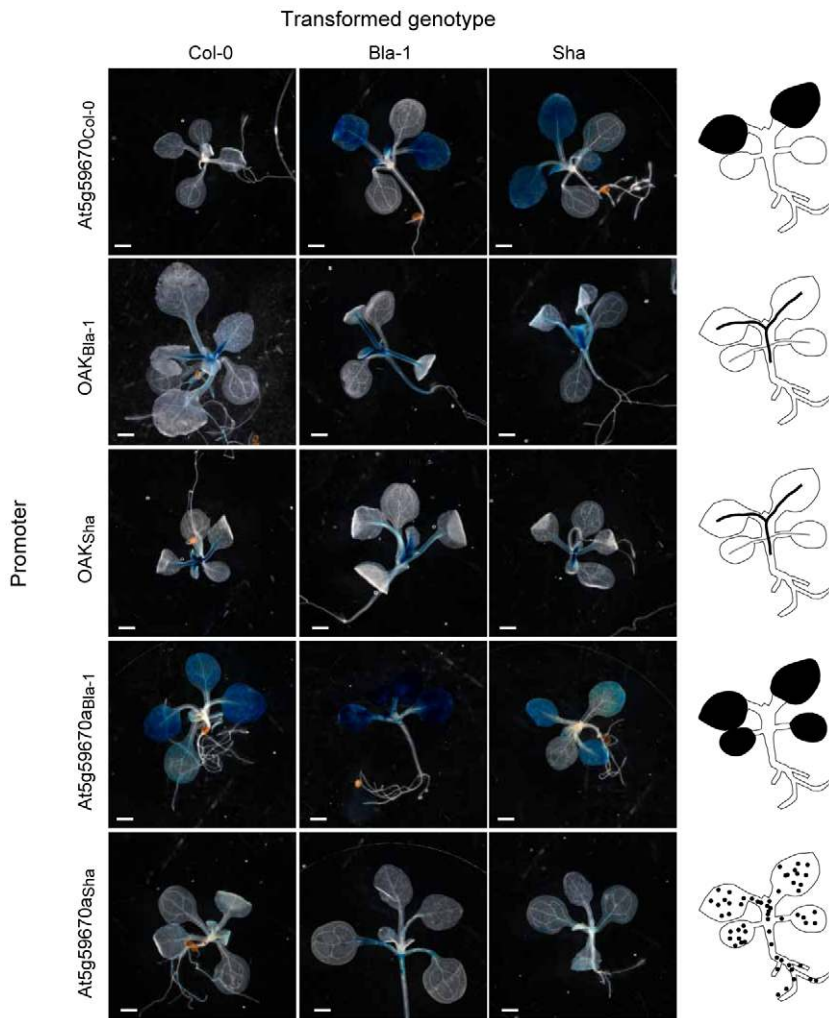 Transformed genotype
Col-0 Bla-1 Sha
Promoter
At5g59670Col-0
OAKBla-1
OAKSha
At5g59670aBla-1
At5g59670aSha